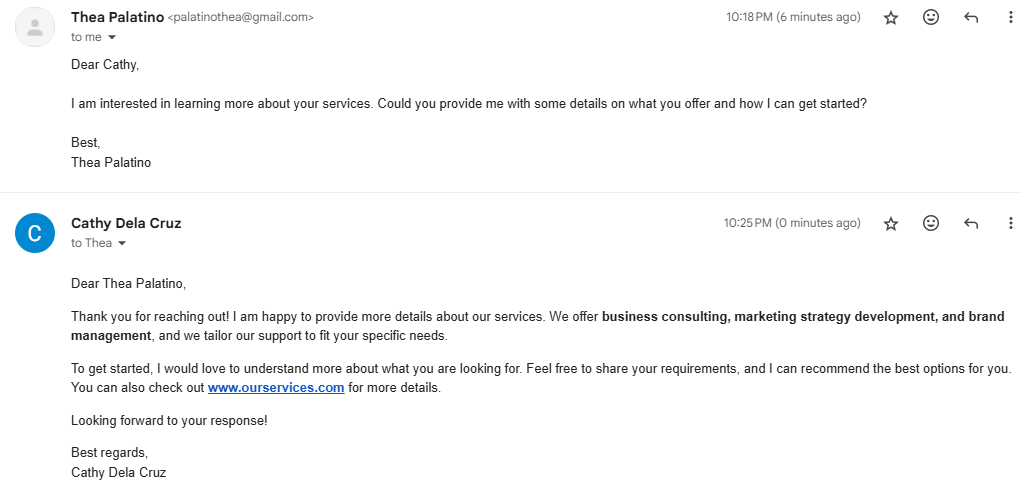 Thea Palatino <palatinothea@gmail.com>
10:18 PM (6 minutes ago)
to me
Dear Cathy,
I am interested in learning more about your services. Could you provide me with some details on what you offer and how I can get started?
Best,
Thea Palatino
C
Cathy Dela Cruz
10:25 PM (0 minutes ago)
to Thea
Dear Thea Palatino,
Thank you for reaching out! I am happy to provide more details about our services. We offer business consulting, marketing strategy development, and brand
management, and we tailor our support to fit your specific needs.
To get started, I would love to understand more about what you are looking for. Feel free to share your requirements, and I can recommend the best options for you.
You can also check out www.ourservices.com for more details.
Looking forward to your response!
Best regards,
Cathy Dela Cruz